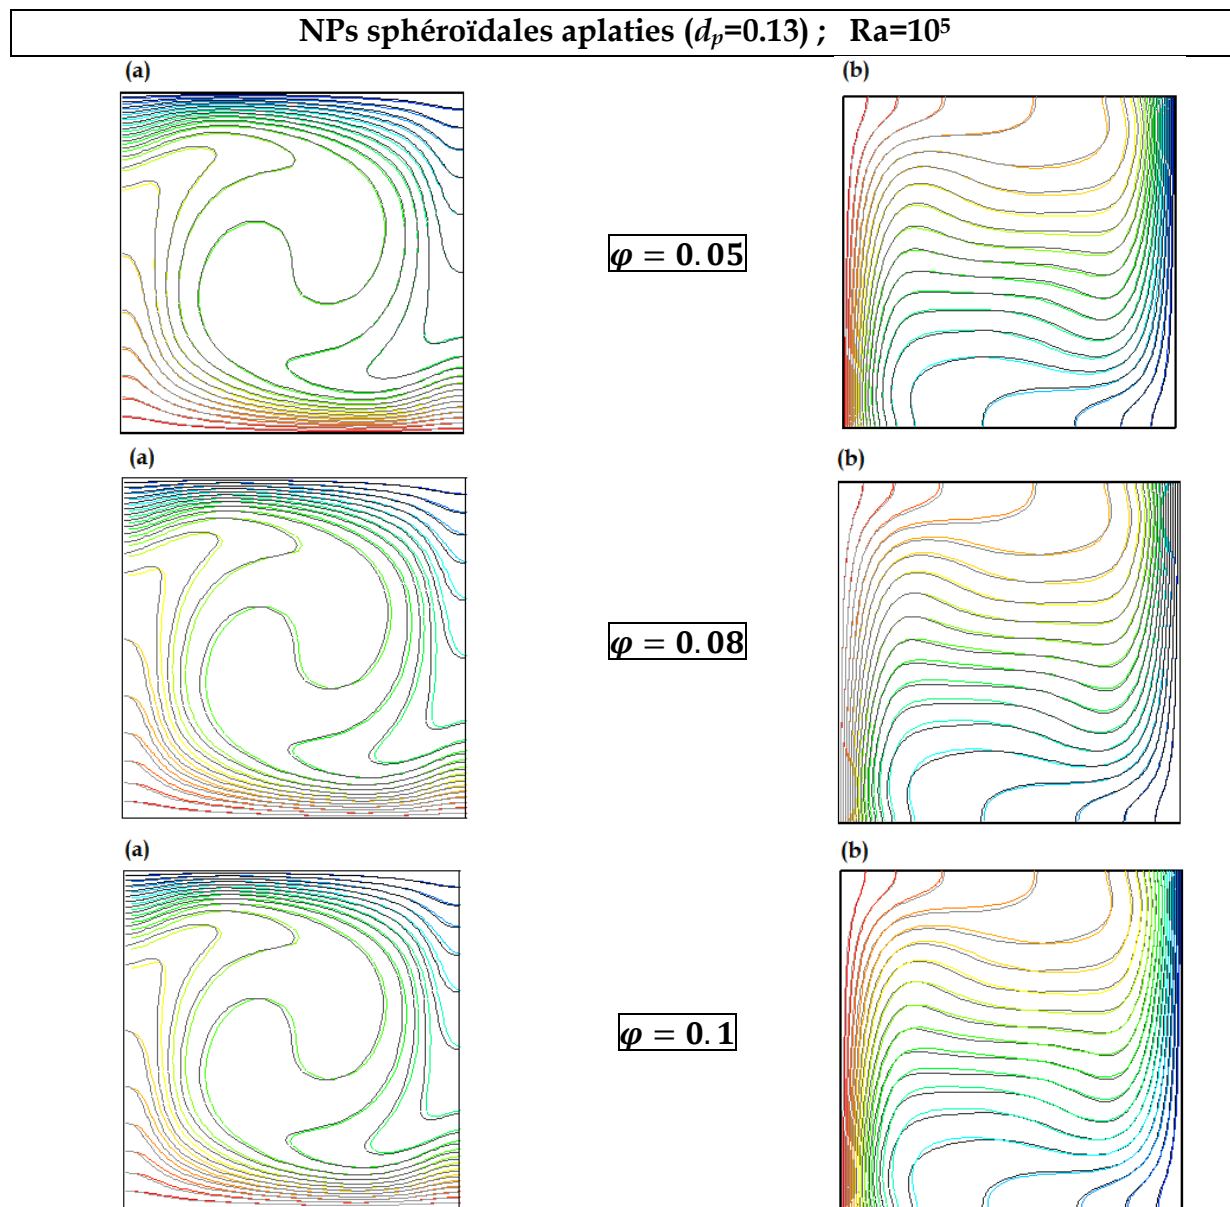 NPs sphéroïdales aplaties (dₚ=0.13) ; Ra=10⁵
(a)
(b)
φ = 0.05
(a)
(b)
φ = 0.08
(a)
(b)
φ = 0.1